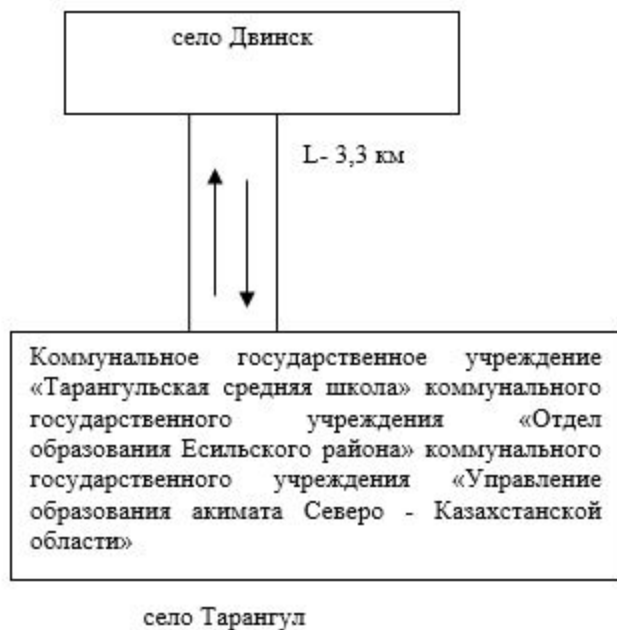 село Двинск
L- 3,3 км
Коммунальное государственное учреждение
«Тарангульская средняя школа» коммунального
государственного учреждения «Отдел
образования Есильского района» коммунального
государственного учреждения «Управление
образования акимата Северо - Казахстанской
области»
село Тарангул